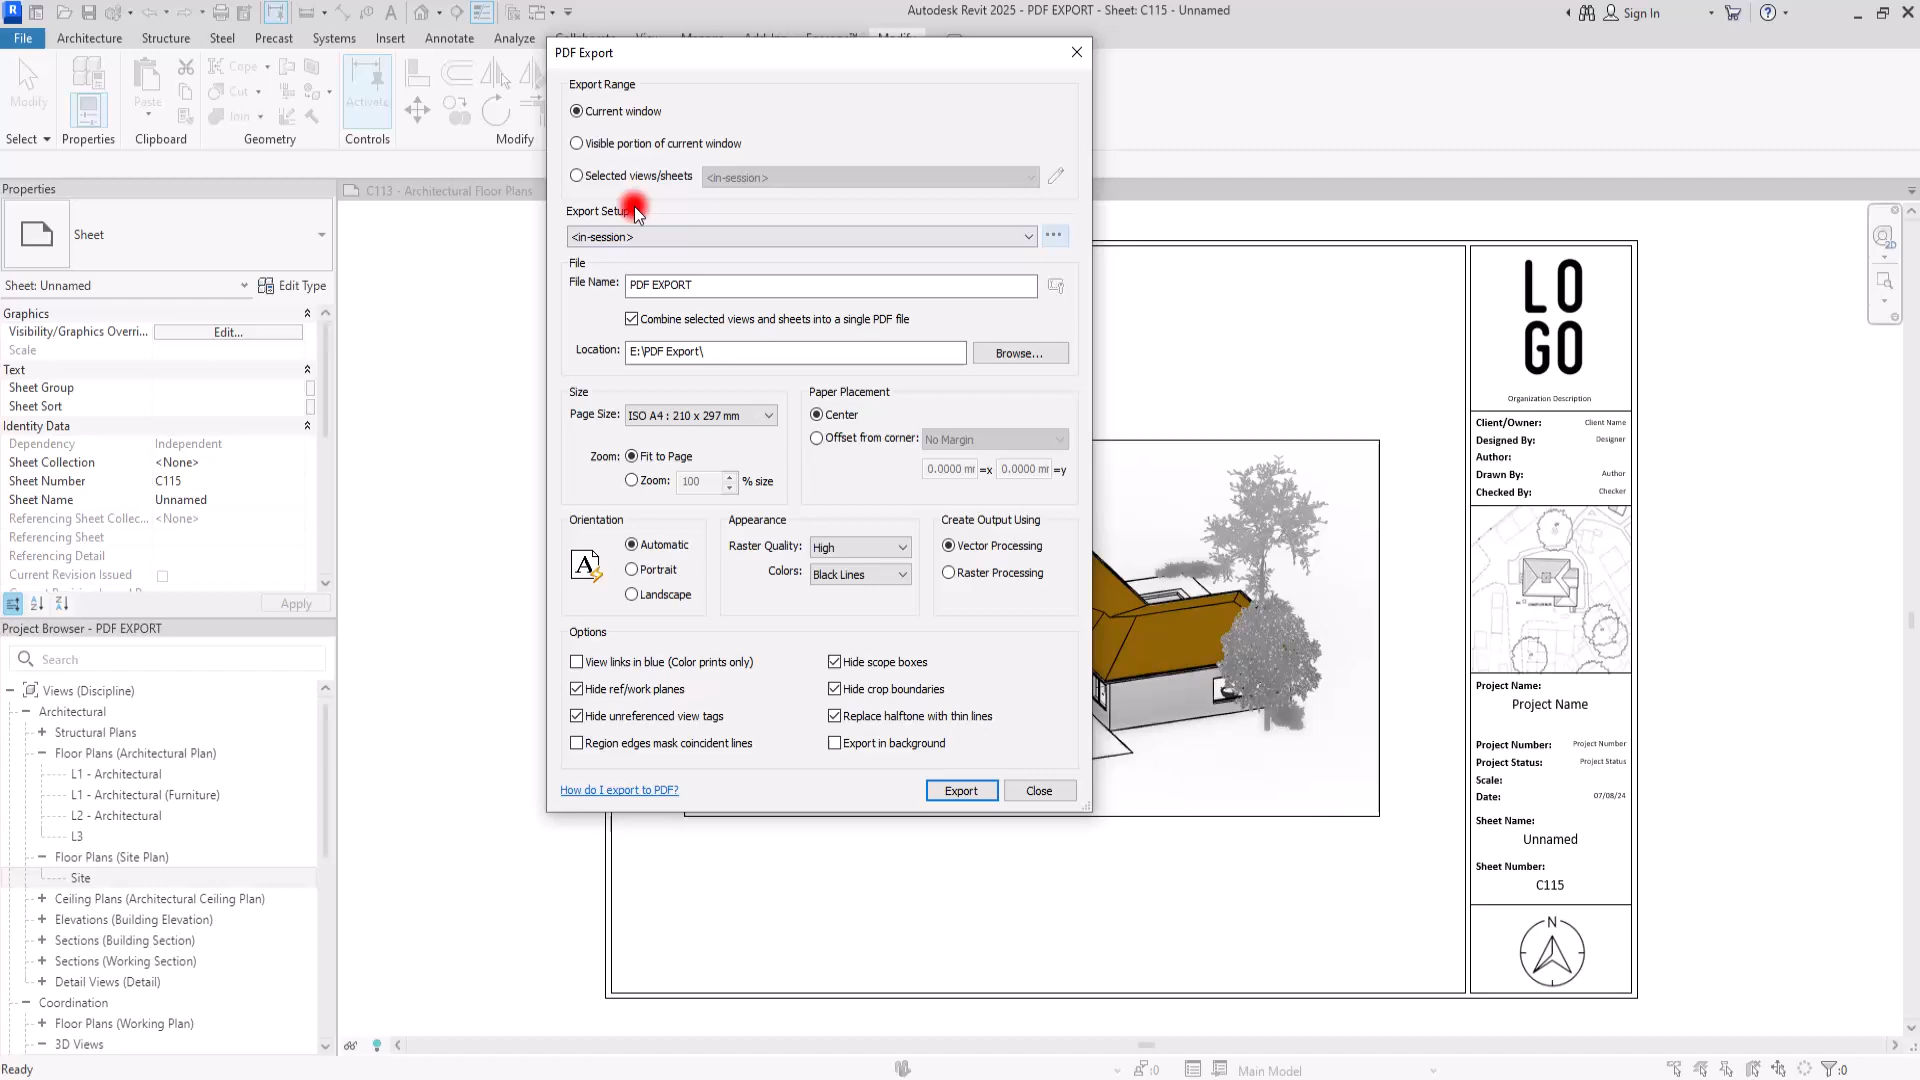 Autodesk Revit 2025 - PDF EXPORT - Sheet: C115 - Unnamed
Sign In
File
Architecture
Structure
Steel
Precast
Systems
Insert
Annotate
Analyze
Modify
Cope
Cut
Join
Paste
Activate
Select
Properties
Clipboard
Geometry
Controls
Modify
Properties
C113 - Architectural Floor Plans
Sheet
Sheet: Unnamed
Edit Type
Graphics
Visibility/Graphics Overri...
Edit...
Scale
Text
Sheet Group
Sheet Sort
Identity Data
Dependency
Independent
Sheet Collection
<None>
Sheet Number
C115
Sheet Name
Unnamed
Referencing Sheet Collec...
<None>
Referencing Sheet
Referencing Detail
Current Revision Issued
Apply
Project Browser - PDF EXPORT
Search
Views (Discipline)
Architectural
Structural Plans
Floor Plans (Architectural Plan)
L1 - Architectural
L1 - Architectural (Furniture)
L2 - Architectural
L3
Floor Plans (Site Plan)
Site
Ceiling Plans (Architectural Ceiling Plan)
Elevations (Building Elevation)
Sections (Building Section)
Sections (Working Section)
Detail Views (Detail)
Coordination
Floor Plans (Working Plan)
3D Views
Ready
PDF Export
Export Range
Current window
Visible portion of current window
Selected views/sheets
<in-session>
Export Setup
<in-session>
File
File Name:
PDF EXPORT
Combine selected views and sheets into a single PDF file
Location:
E:\PDF Export\
Browse...
Size
Page Size:
ISO A4 : 210 x 297 mm
Zoom:
Fit to Page
Zoom:
100
% size
Paper Placement
Center
Offset from corner:
No Margin
0.0000 mr
=x
0.0000 mr
=y
Orientation
A
Automatic
Portrait
Landscape
Appearance
Raster Quality:
High
Colors:
Black Lines
Create Output Using
Vector Processing
Raster Processing
Options
View links in blue (Color prints only)
Hide ref/work planes
Hide unreferenced view tags
Region edges mask coincident lines
Hide scope boxes
Hide crop boundaries
Replace halftone with thin lines
Export in background
How do I export to PDF?
Export
Close
LO
GO
Organization Description
Client/Owner:
Client Name
Designed By:
Designer
Author:
Drawn By:
Author
Checked By:
Checker
Project Name:
Project Name
Project Number:
Project Number
Project Status:
Project Status
Scale:
Date:
07/08/24
Sheet Name:
Unnamed
Sheet Number:
C115
N
2D
:0
Main Model
:0